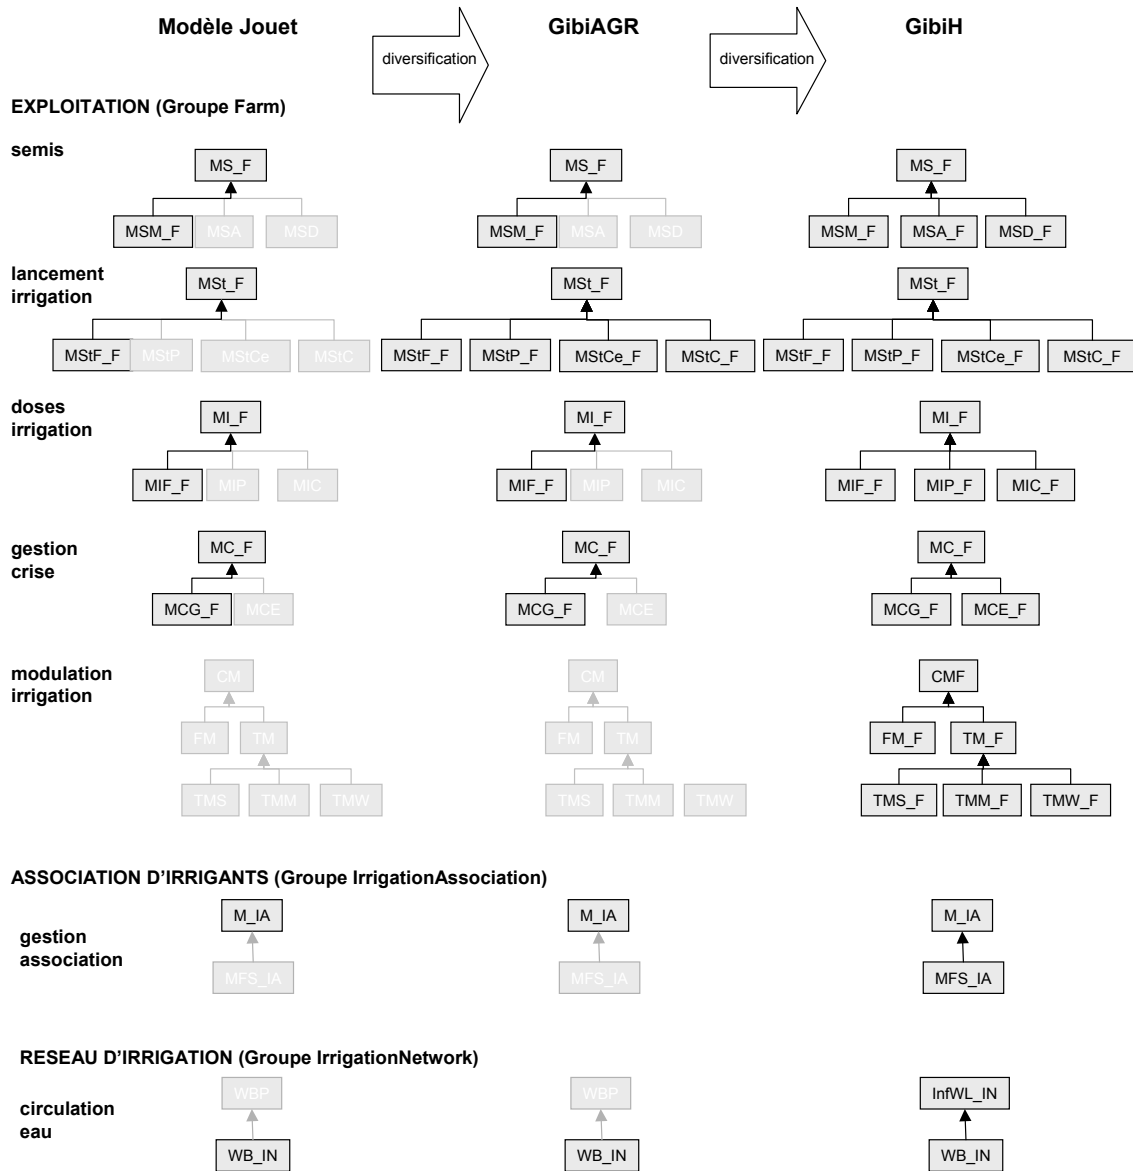 Modèle Jouet
GibiAGR
GibiH
diversification
diversification
EXPLOITATION (Groupe Farm)
semis
MS_F
MS_F
MS_F
MSM_F MSA MSD
MSM_F MSA MSD
MSM_F MSA_F MSD_F
lancement
irrigation
MSt_F
MSt_F
MSt_F
MStF_F MStP MStCe MStC
MStF_F MStP_F MStCe_F MStC_F
MStF_F MStP_F MStCe_F MStC_F
doses
irrigation
MI_F
MI_F
MI_F
MIF_F MIP MIC
MIF_F MIP MIC
MIF_F MIP_F MIC_F
gestion
crise
MC_F
MC_F
MC_F
MCG_F MCE
MCG_F MCE
MCG_F MCE_F
modulation
irrigation
CM
CM
CMF
FM TM
FM TM
FM_F TM_F
TMS TMM TMW
TMS TMM TMW
TMS_F TMM_F TMW_F
ASSOCIATION D'IRRIGANTS (Groupe IrrigationAssociation)
gestion
association
M_IA
M_IA
M_IA
MFS_IA
MFS_IA
MFS_IA
RESEAU D'IRRIGATION (Groupe IrrigationNetwork)
circulation
eau
WBP
WBP
InfWL_IN
WB_IN
WB_IN
WB_IN